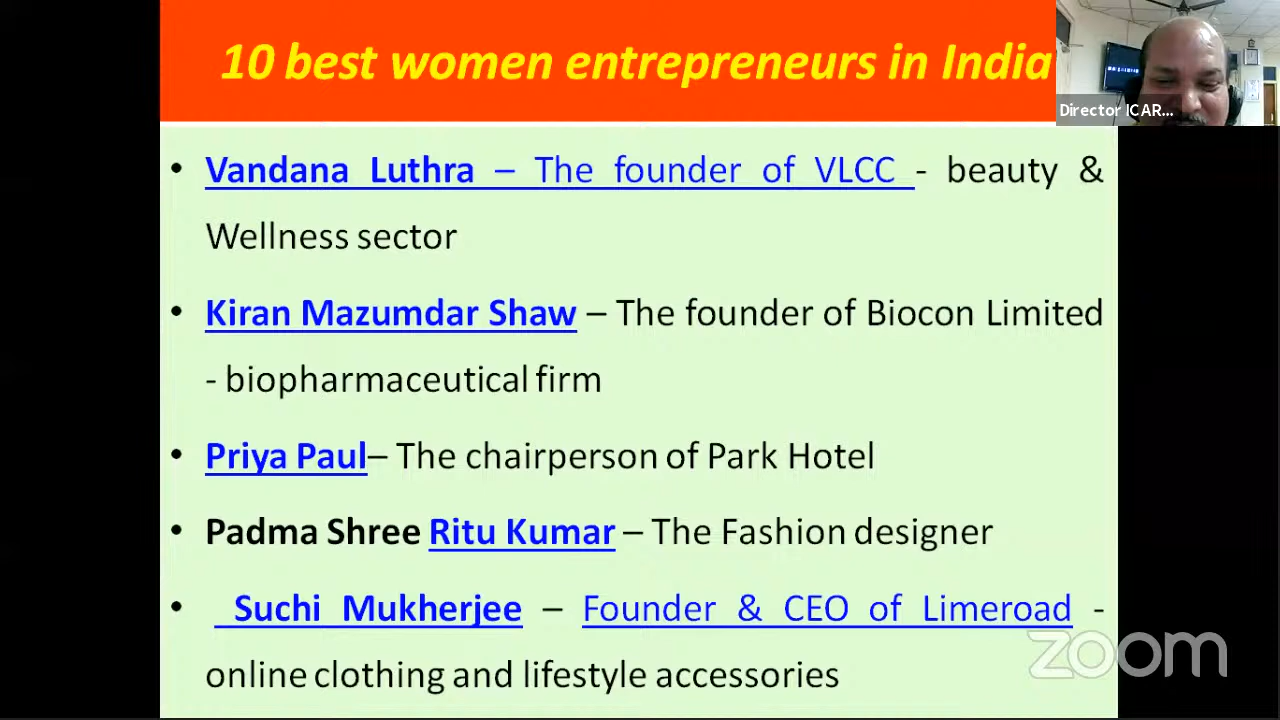 10 best women entrepreneurs in India
Director ICAR...
• Vandana Luthra – The founder of VLCC - beauty &
Wellness sector
• Kiran Mazumdar Shaw – The founder of Biocon Limited
- biopharmaceutical firm
• Priya Paul– The chairperson of Park Hotel
• Padma Shree Ritu Kumar – The Fashion designer
• Suchi Mukherjee – Founder & CEO of Limeroad -
online clothing and lifestyle accessories
zoom